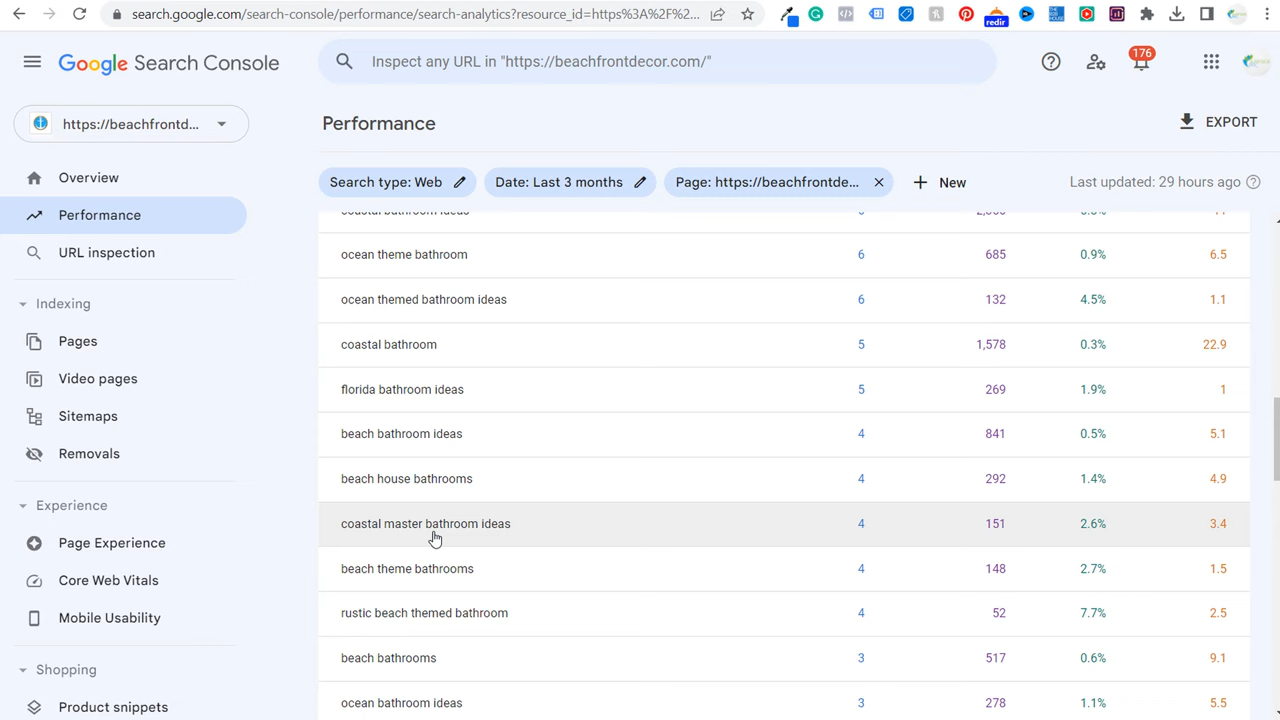 search.google.com/search-console/performance/search-analytics?resource_id=https%3A%2F%2...
redir
Google Search Console
Inspect any URL in "https://beachfrontdecor.com/"
176
https://beachfrontd...
Performance
EXPORT
Search type: Web
Date: Last 3 months
Page: https://beachfrontde...
New
Last updated: 29 hours ago
Overview
Performance
URL inspection
Indexing
Pages
Video pages
Sitemaps
Removals
Experience
Page Experience
Core Web Vitals
Mobile Usability
Shopping
Product snippets
coastal bathroom ideas
ocean theme bathroom 6 685 0.9% 6.5
ocean themed bathroom ideas 6 132 4.5% 1.1
coastal bathroom 5 1,578 0.3% 22.9
florida bathroom ideas 5 269 1.9% 1
beach bathroom ideas 4 841 0.5% 5.1
beach house bathrooms 4 292 1.4% 4.9
coastal master bathroom ideas 4 151 2.6% 3.4
beach theme bathrooms 4 148 2.7% 1.5
rustic beach themed bathroom 4 52 7.7% 2.5
beach bathrooms 3 517 0.6% 9.1
ocean bathroom ideas 3 278 1.1% 5.5